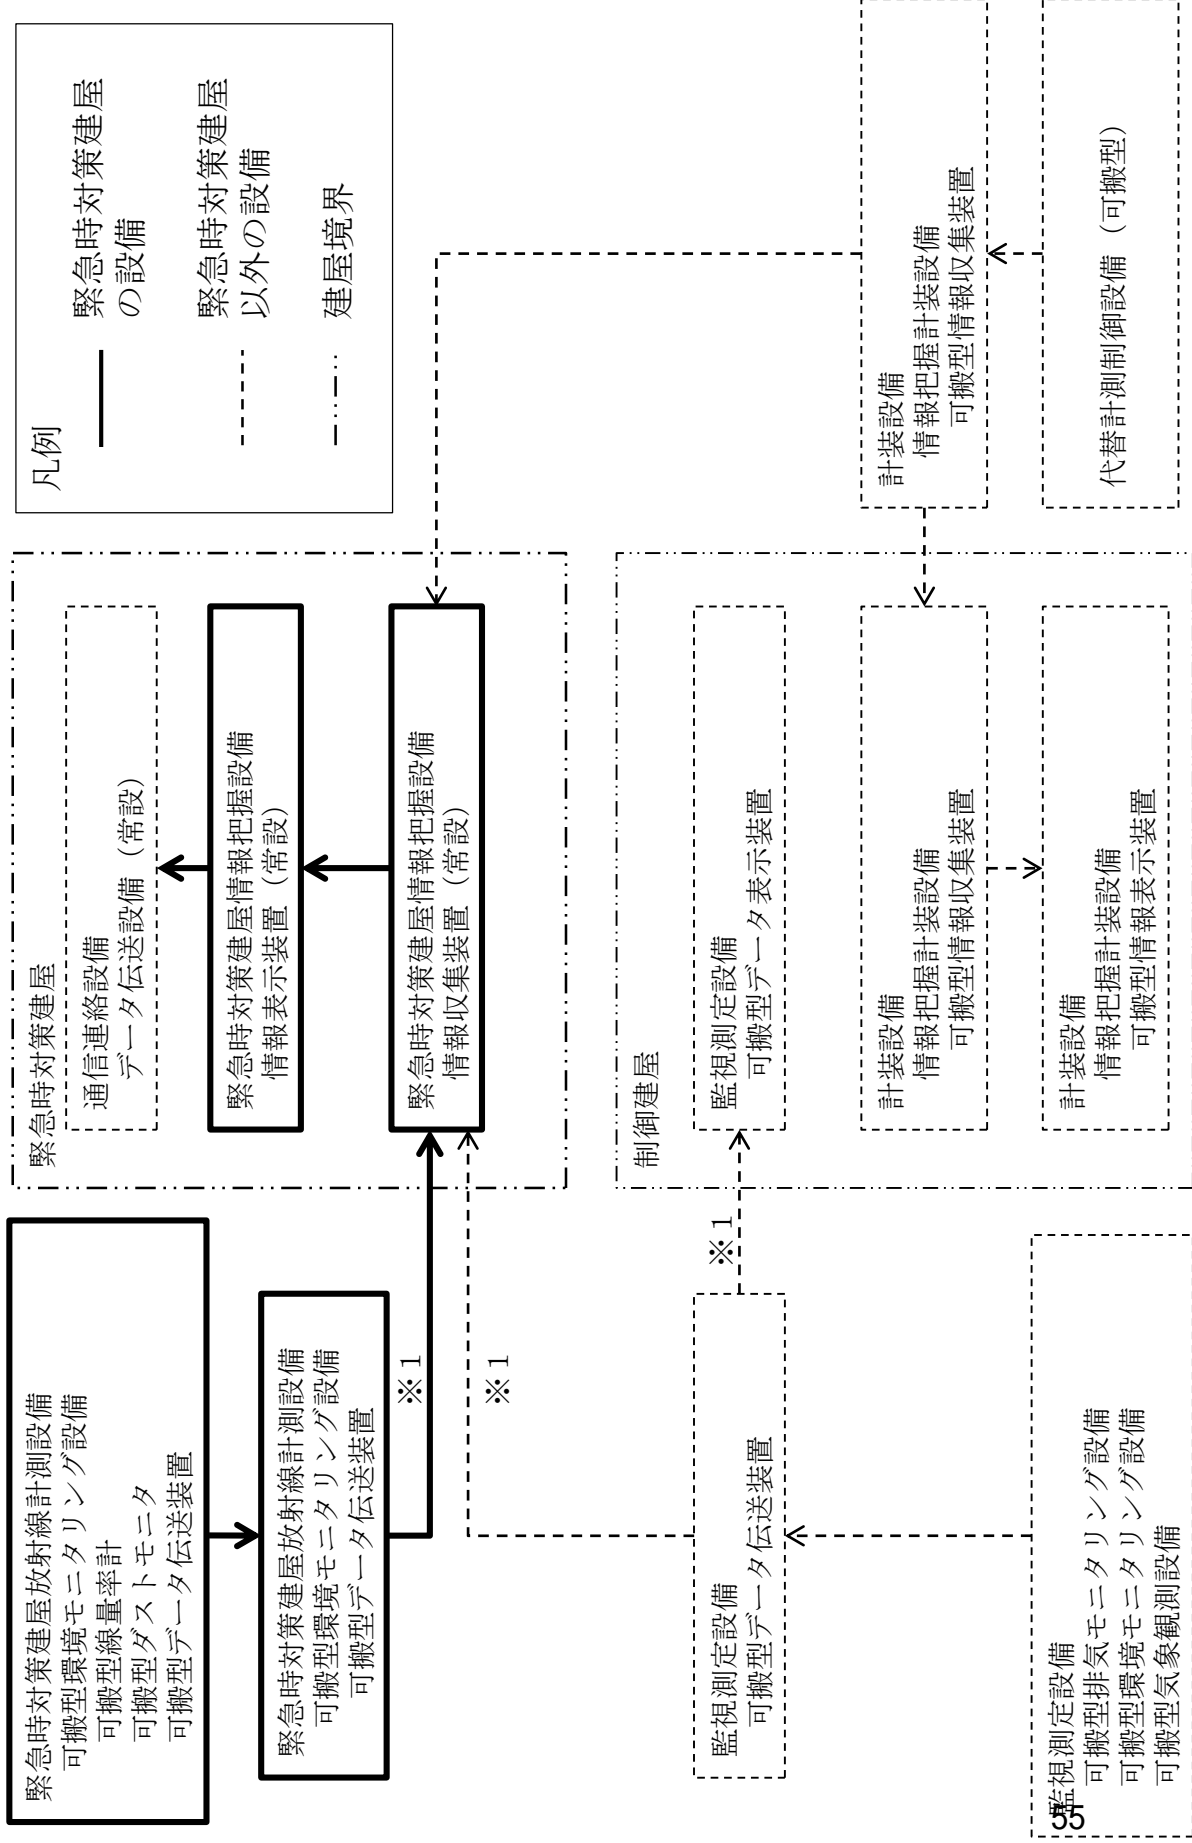 緊急時対策建屋放射線計測設備
可搬型環境モニタリング設備
可搬型線量率計
可搬型ダストモニタ
可搬型データ伝送装置
緊急時対策建屋放射線計測設備
可搬型環境モニタリング設備
可搬型データ伝送装置
※1
※1
監視測定設備
可搬型データ伝送装置
※1
監視測定設備
可搬型排気モニタリング設備
可搬型環境モニタリング設備
可搬型気象観測設備
緊急時対策建屋
通信連絡設備
データ伝送設備（常設）
緊急時対策建屋情報把握設備
情報表示装置（常設）
緊急時対策建屋情報把握設備
情報収集装置（常設）
制御建屋
監視測定設備
可搬型データ表示装置
計装設備
情報把握計装設備
可搬型情報収集装置
計装設備
情報把握計装設備
可搬型情報表示装置
凡例
緊急時対策建屋
の設備
緊急時対策建屋
以外の設備
建屋境界
計装設備
情報把握計装設備
可搬型情報収集装置
代替計測制御設備（可搬型）
55